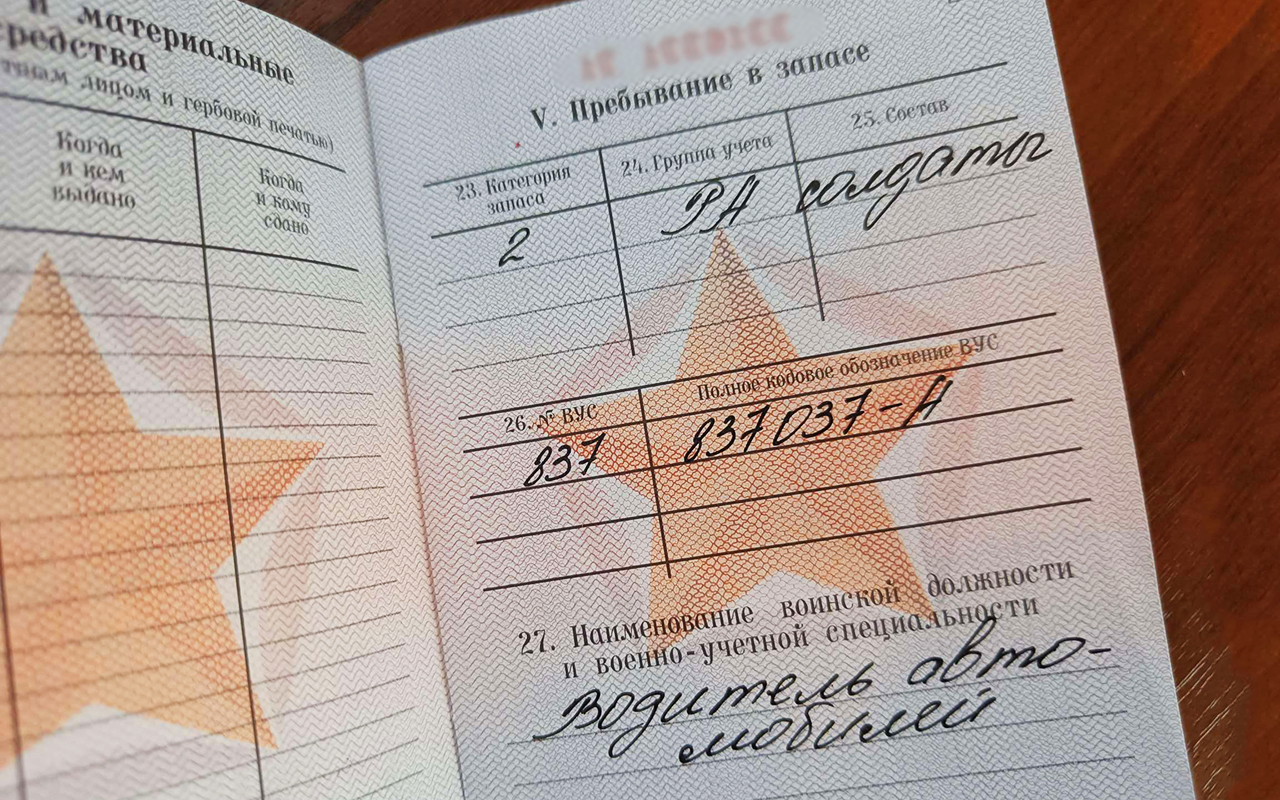 и материальные
средства
лицом и гербовой печатью)
Когда
и кем
выдано
Когда
и кому
сдано
V. Пребывание в запасе
23. Категория
запаса
24. Группа учета
25. Состав
2
РА
солдаты
26. № ВУС
Полное кодовое обозначение ВУС
837
837037-А
27. Наименование воинской должности
и военно-учетной специальности
Водитель авто-
мобилей